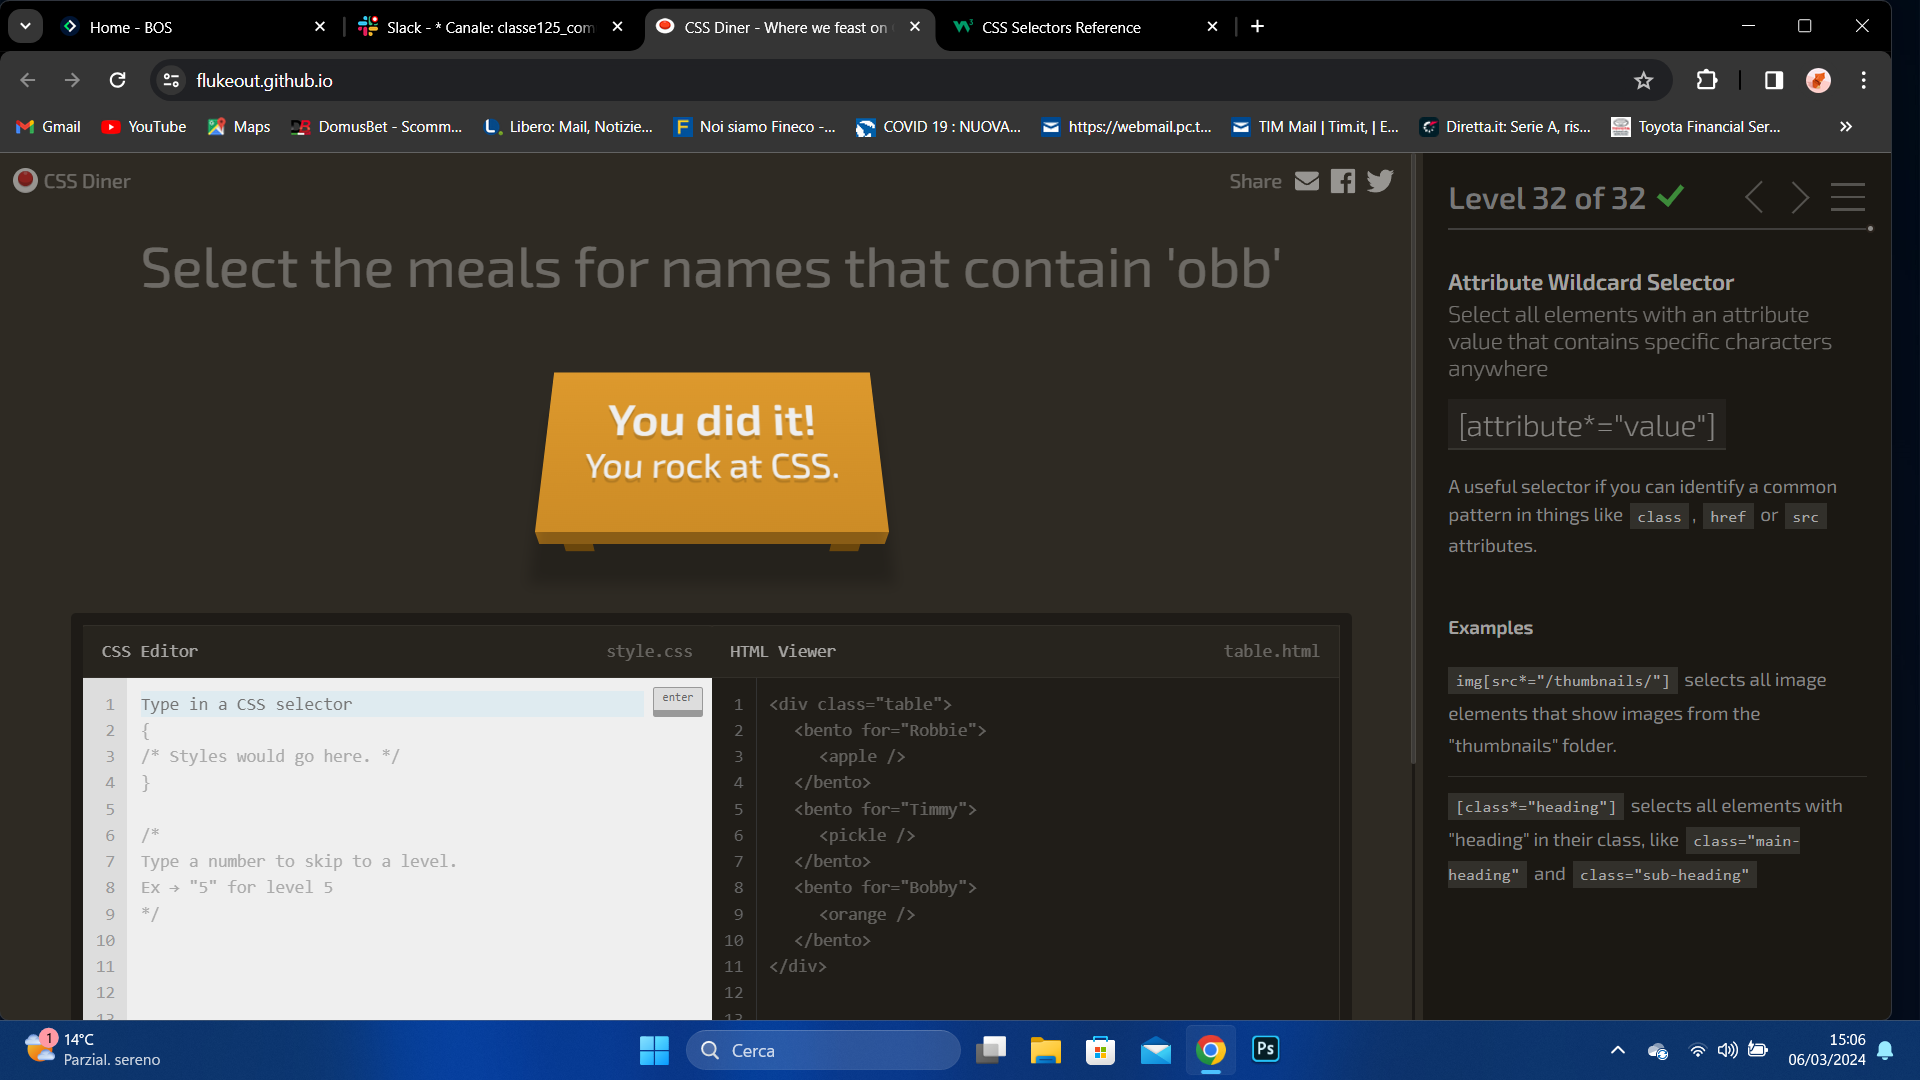 Home - BOS
Slack - * Canale: classe125_com
CSS Diner - Where we feast on
CSS Selectors Reference
flukeout.github.io
Gmail
YouTube
Maps
DomusBet - Scomm...
Libero: Mail, Notizie...
Noi siamo Fineco -...
COVID 19 : NUOVA...
https://webmail.pc.t...
TIM Mail | Tim.it, | E...
Diretta.it: Serie A, ris...
Toyota Financial Ser...
CSS Diner
Share
Select the meals for names that contain 'obb'
You did it!
You rock at CSS.
CSS Editor
style.css
1 Type in a CSS selector
enter
2 {
3 /* Styles would go here. */
4 }
5
6 /*
7 Type a number to skip to a level.
8 Ex → "5" for level 5
9 */
10
11
12
13
HTML Viewer
table.html
1 <div class="table">
2 <bento for="Robbie">
3 <apple />
4 </bento>
5 <bento for="Timmy">
6 <pickle />
7 </bento>
8 <bento for="Bobby">
9 <orange />
10 </bento>
11 </div>
12
13
Level 32 of 32
Attribute Wildcard Selector
Select all elements with an attribute
value that contains specific characters
anywhere
[attribute*="value"]
A useful selector if you can identify a common
pattern in things like class , href or src
attributes.
Examples
img[src*="/thumbnails/"] selects all image
elements that show images from the
"thumbnails" folder.
[class*="heading"] selects all elements with
"heading" in their class, like class="main-
heading" and class="sub-heading"
1
14°C
Parzial. sereno
Cerca
Ps
15:06
06/03/2024